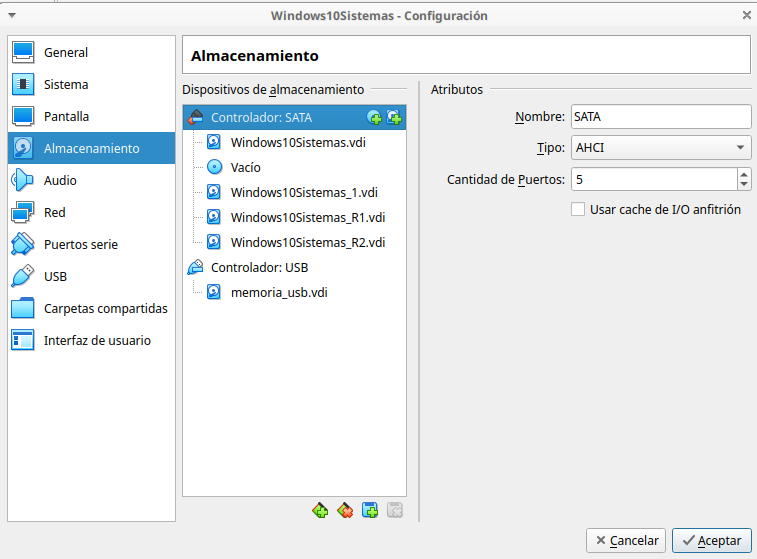 Windows10Sistemas - Configuración
General
Sistema
Pantalla
Almacenamiento
Audio
Red
Puertos serie
USB
Carpetas compartidas
Interfaz de usuario
Almacenamiento
Dispositivos de almacenamiento
Controlador: SATA
Windows10Sistemas.vdi
Vacío
Windows10Sistemas_1.vdi
Windows10Sistemas_R1.vdi
Windows10Sistemas_R2.vdi
Controlador: USB
memoria_usb.vdi
Atributos
Nombre: SATA
Tipo: AHCI
Cantidad de Puertos: 5
Usar cache de I/O anfitrión
Cancelar
Aceptar